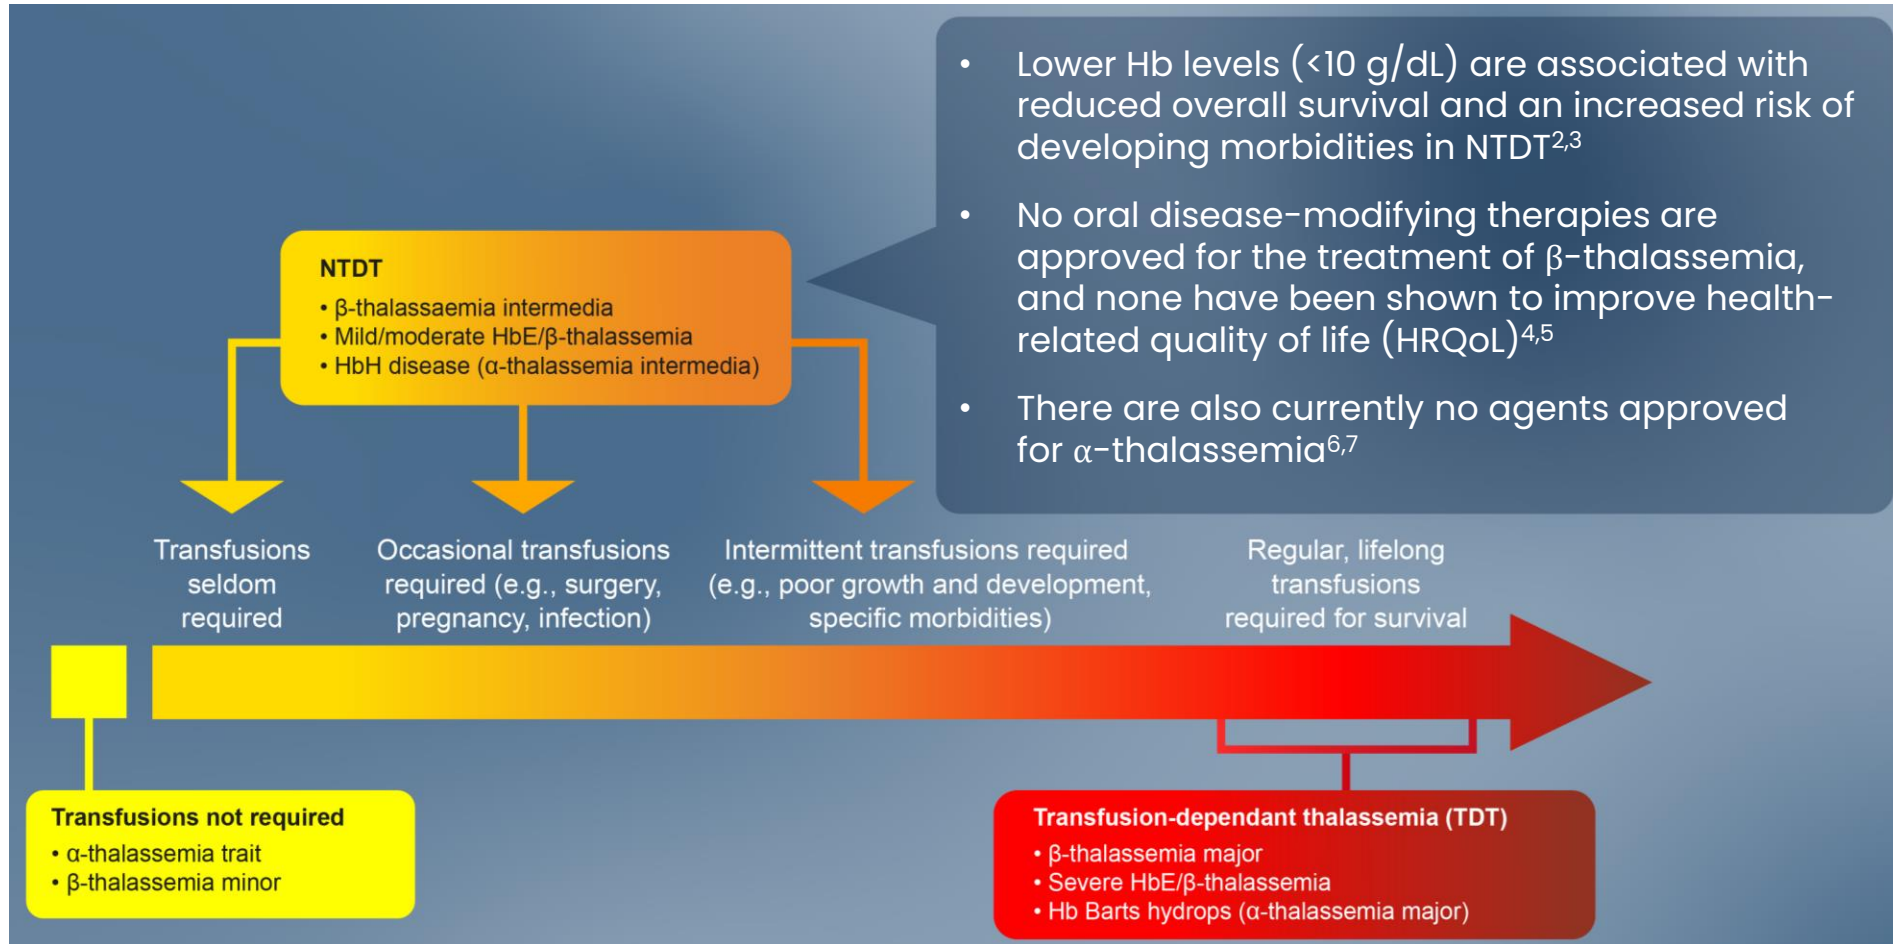 • Lower Hb levels (<10 g/dL) are associated with
reduced overall survival and an increased risk of
developing morbidities in NTDT2,3
• No oral disease-modifying therapies are
approved for the treatment of β-thalassemia,
and none have been shown to improve health-
related quality of life (HRQoL)4,5
• There are also currently no agents approved
for α-thalassemia6,7
NTDT
• β-thalassaemia intermedia
• Mild/moderate HbE/β-thalassemia
• HbH disease (α-thalassemia intermedia)
Transfusions
seldom
required
Occasional transfusions
required (e.g., surgery,
pregnancy, infection)
Intermittent transfusions required
(e.g., poor growth and development,
specific morbidities)
Regular, lifelong
transfusions
required for survival
Transfusions not required
• α-thalassemia trait
• β-thalassemia minor
Transfusion-dependant thalassemia (TDT)
• β-thalassemia major
• Severe HbE/β-thalassemia
• Hb Barts hydrops (α-thalassemia major)